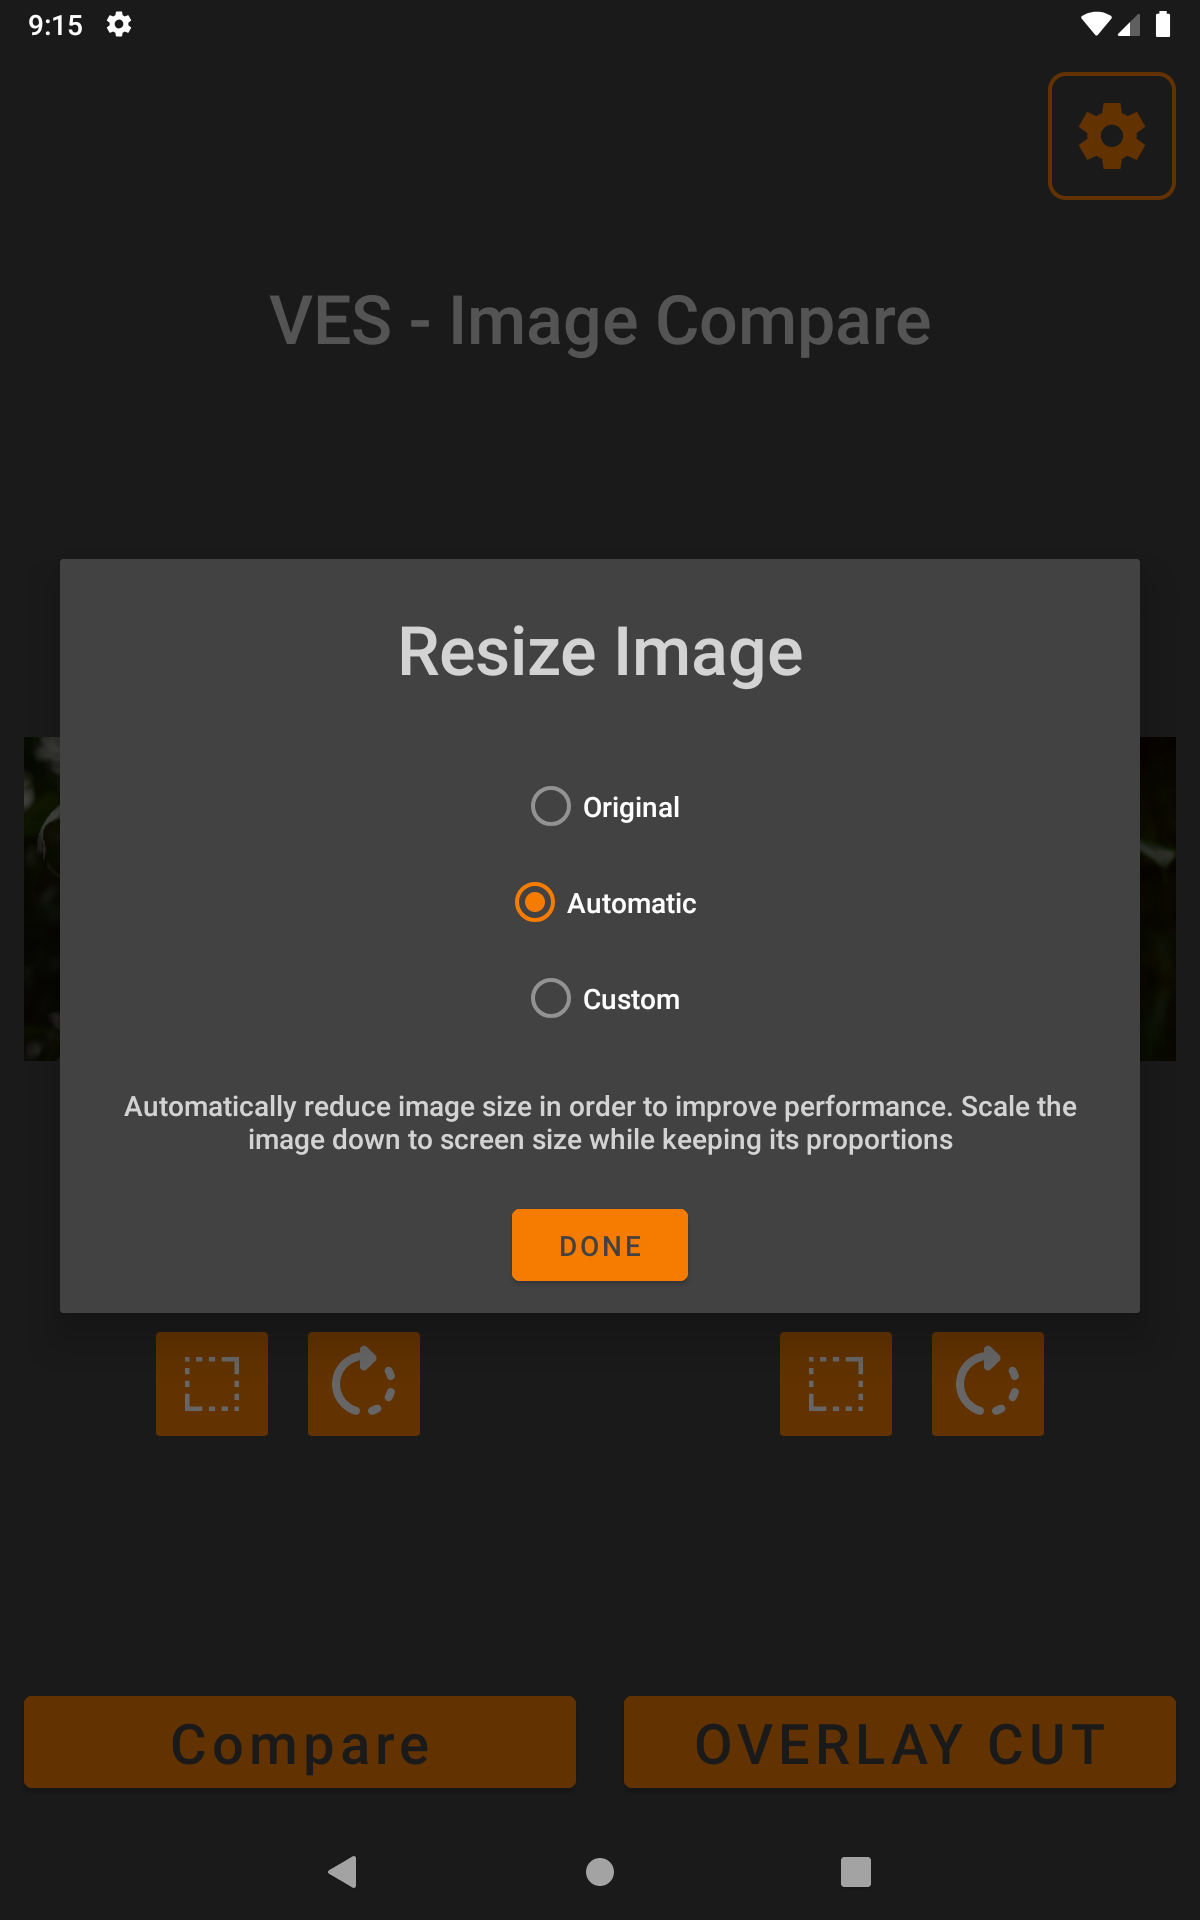 9:15
VES - Image Compare
Resize Image
Original
Automatic
Custom
Automatically reduce image size in order to improve performance. Scale the
image down to screen size while keeping its proportions
DONE
Compare
OVERLAY CUT